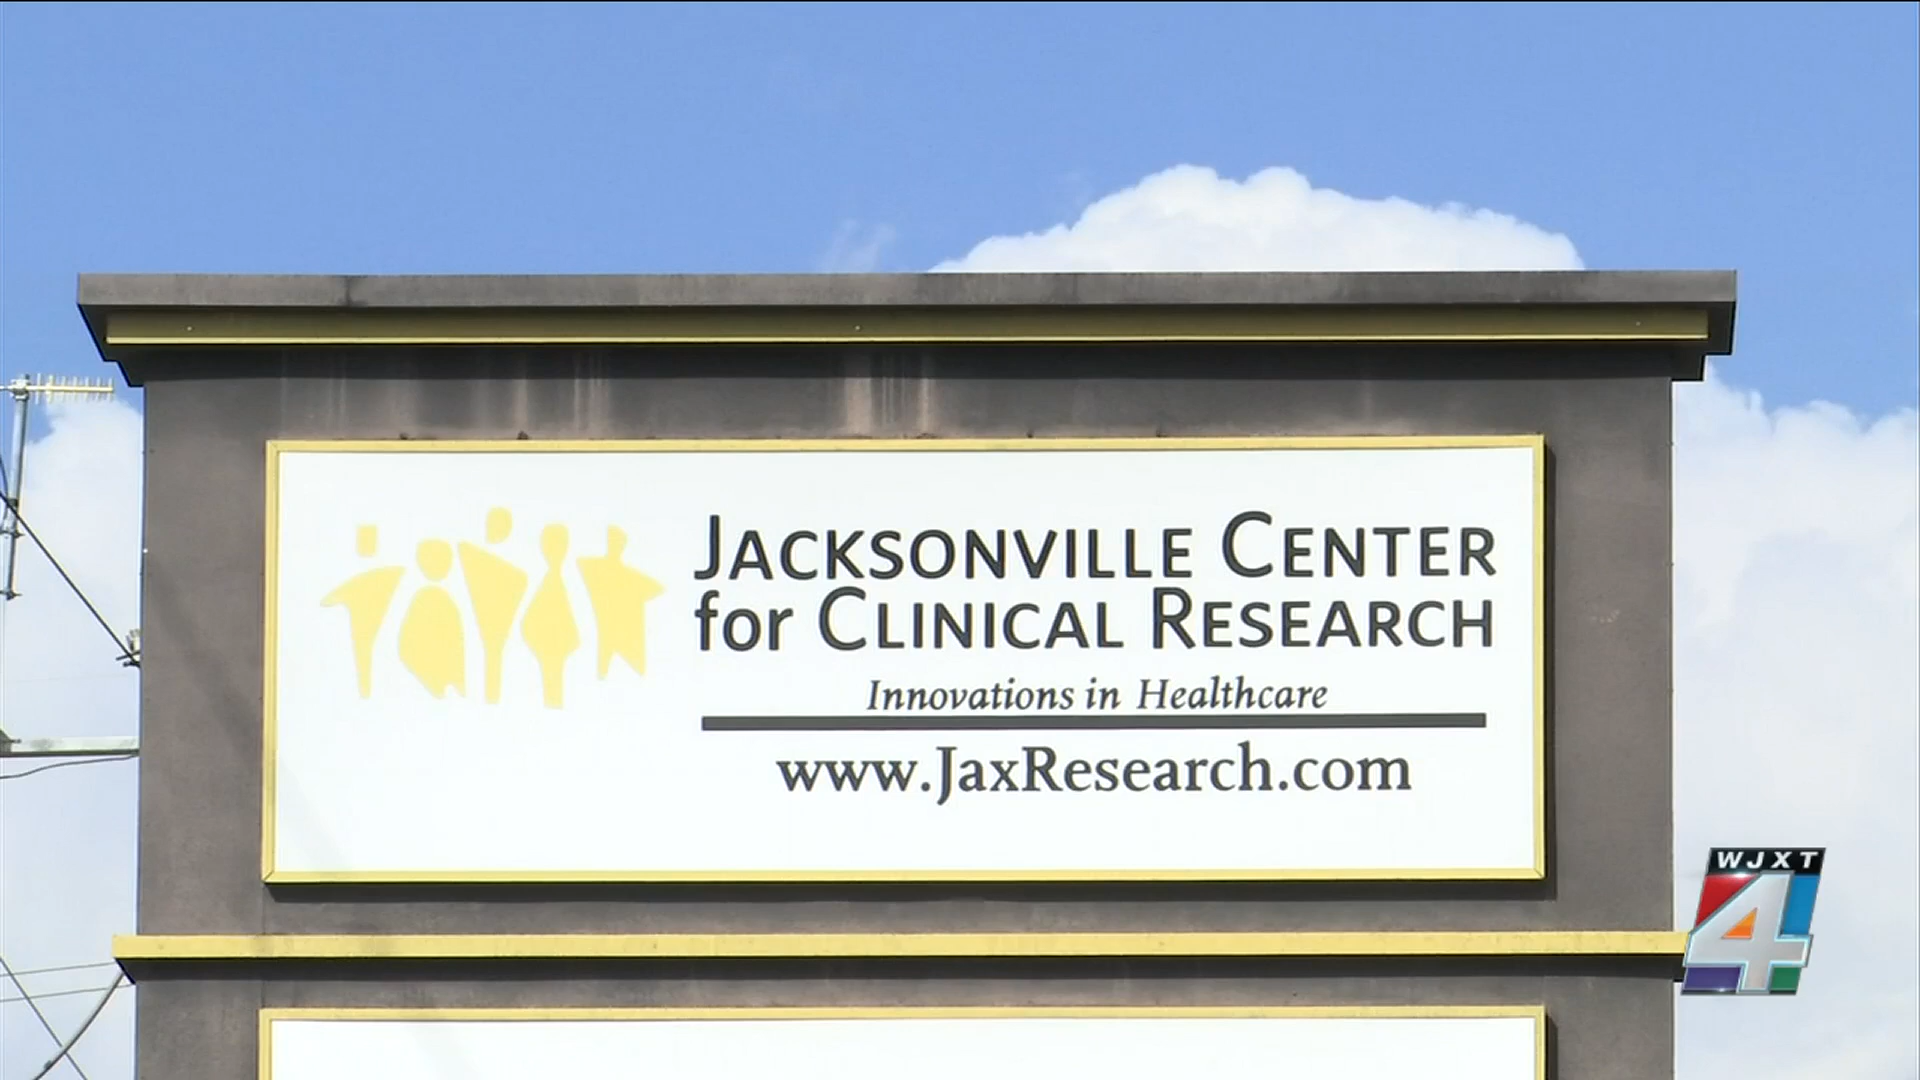 JACKSONVILLE CENTER
for CLINICAL RESEARCH
Innovations in Healthcare
www.JaxResearch.com
WJXT
4